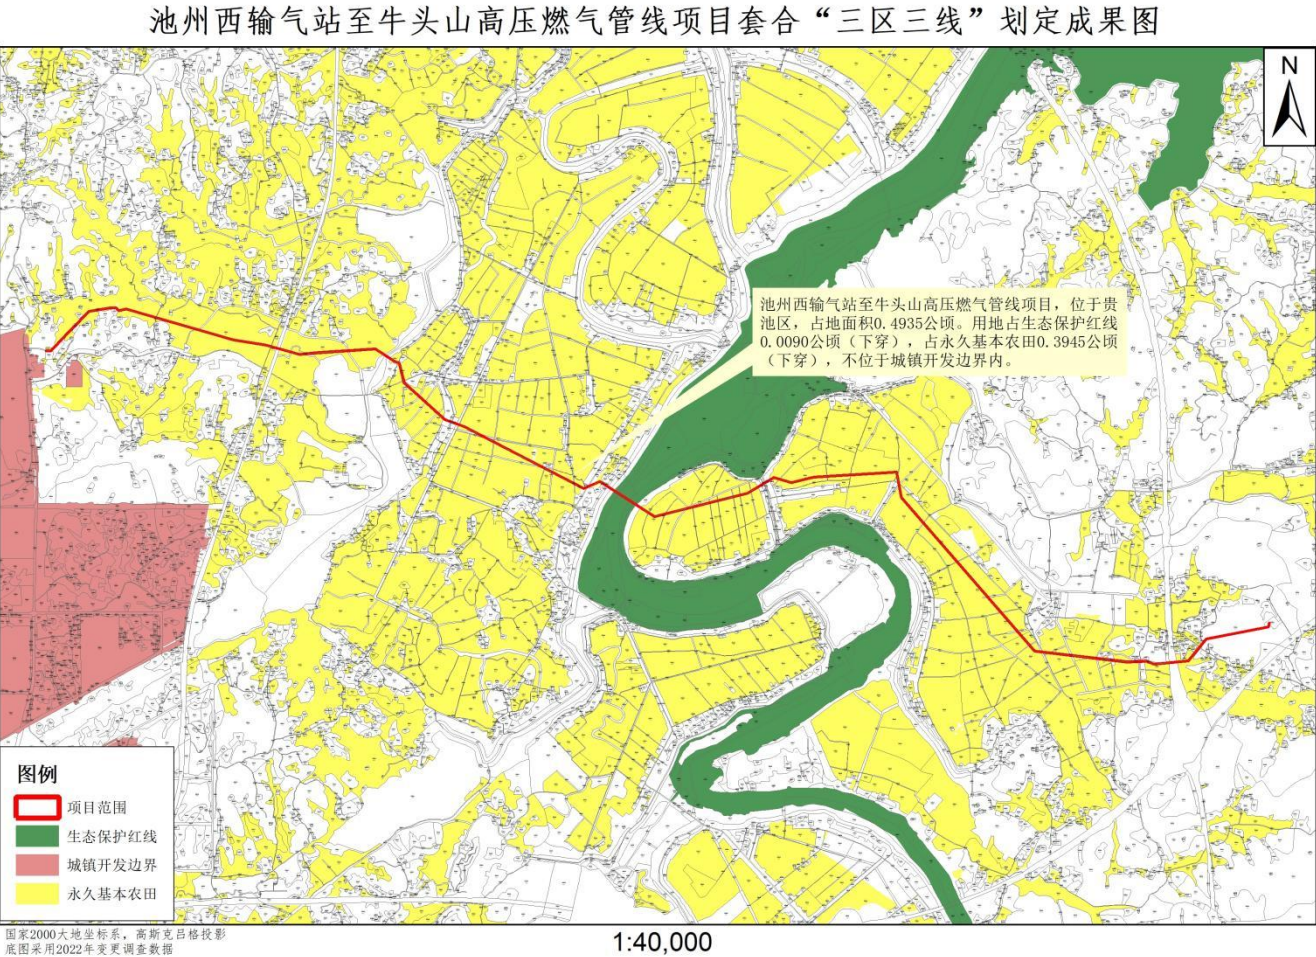 池州西输气站至牛头山高压燃气管线项目套合“三区三线”划定成果图
N
池州西输气站至牛头山高压燃气管线项目，位于贵
池区，占地面积0.4935公顷。用地占生态保护红线
0.0090公顷（下穿），占永久基本农田0.3945公顷
（下穿），不位于城镇开发边界内。
图例
项目范围
生态保护红线
城镇开发边界
永久基本农田
国家2000大地坐标系，高斯克吕格投影
底图采用2022年变更调查数据
1:40,000